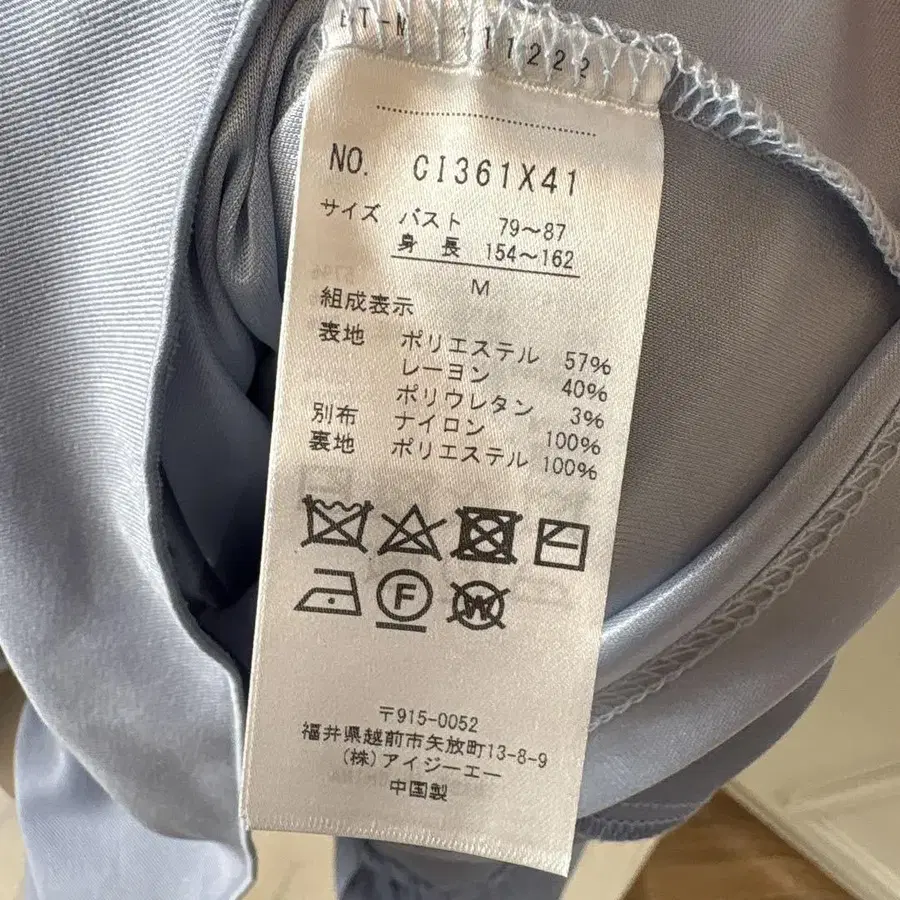 NO. CI361X41
サイズ バスト 79～87
身 長 154～162
M
組成表示
表地 ポリエステル 57%
レーヨン 40%
ポリウレタン 3%
別布 ナイロン 100%
裏地 ポリエステル 100%
F
W
〒915-0052
福井県越前市矢放町13-8-9
(株)アイジーエー
中国製